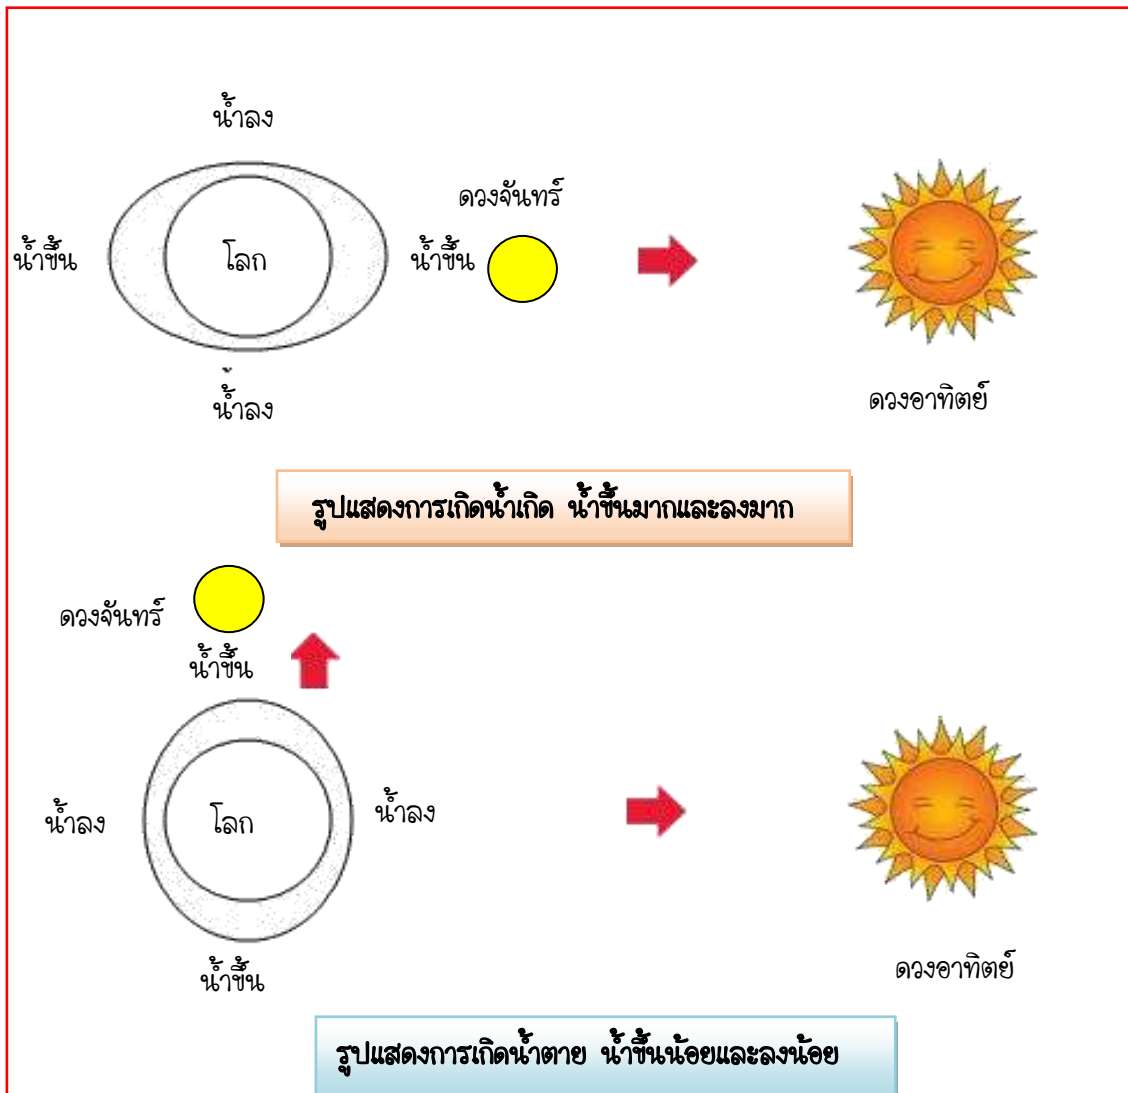 น้ำลง
ดวงจันทร์
น้ำขึ้น โลก น้ำขึ้น
น้ำลง
ดวงอาทิตย์
รูปแสดงการเกิดน้ำเกิด น้ำขึ้นมากและลงมาก
ดวงจันทร์
น้ำขึ้น
น้ำลง โลก น้ำลง
น้ำขึ้น
ดวงอาทิตย์
รูปแสดงการเกิดน้ำตาย น้ำขึ้นน้อยและลงน้อย